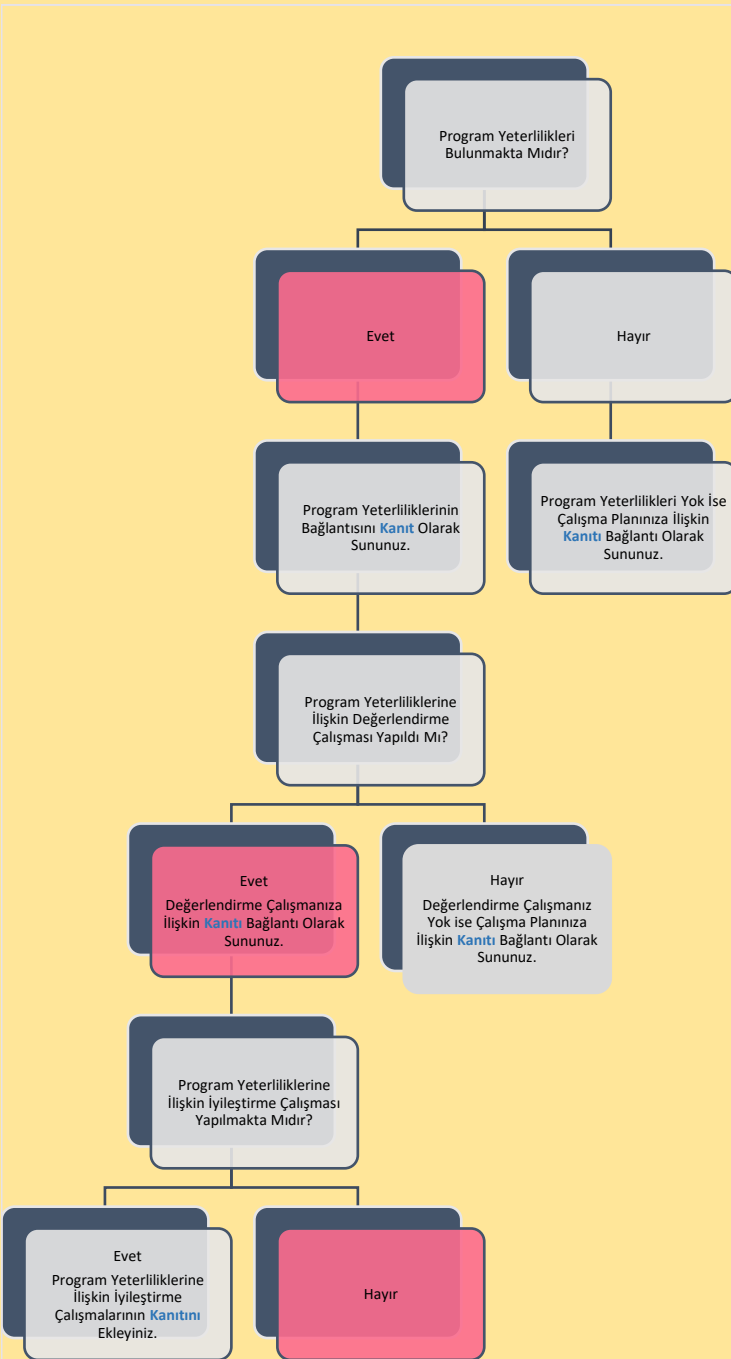 Program Yeterlilikleri
Bulunmakta Mıdır?
Evet
Hayır
Program Yeterliliklerinin
Bağlantısını Kanıt Olarak
Sununuz.
Program Yeterlilikleri Yok İse
Çalışma Planınıza İlişkin
Kanıtı Bağlantı Olarak
Sununuz.
Program Yeterliliklerine
İlişkin Değerlendirme
Çalışması Yapıldı Mı?
Evet
Değerlendirme Çalışmanıza
İlişkin Kanıtı Bağlantı Olarak
Sununuz.
Hayır
Değerlendirme Çalışmanız
Yok ise Çalışma Planınıza
İlişkin Kanıtı Bağlantı Olarak
Sununuz.
Program Yeterliliklerine
İlişkin İyileştirme Çalışması
Yapılmakta Mıdır?
Evet
Program Yeterliliklerine
İlişkin İyileştirme
Çalışmalarının Kanıtını
Ekleyiniz.
Hayır